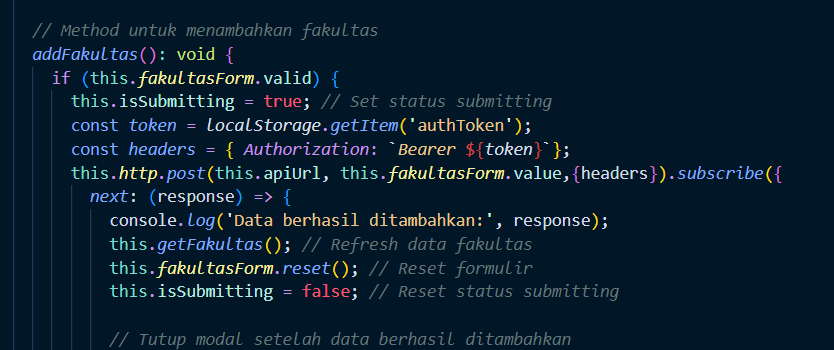 // Method untuk menambahkan fakultas
addFakultas(): void {
if (this.fakultasForm.valid) {
this.isSubmitting = true; // Set status submitting
const token = localStorage.getItem('authToken');
const headers = { Authorization: `Bearer ${token}`};
this.http.post(this.apiUrl, this.fakultasForm.value,{headers}).subscribe({
next: (response) => {
console.log('Data berhasil ditambahkan:', response);
this.getFakultas(); // Refresh data fakultas
this.fakultasForm.reset(); // Reset formulir
this.isSubmitting = false; // Reset status submitting
// Tutup modal setelah data berhasil ditambahkan